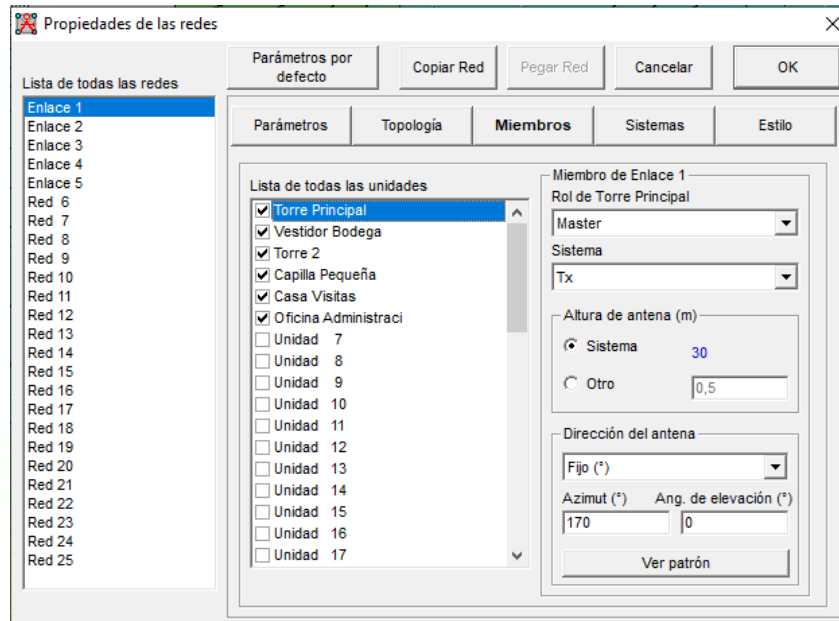 Propiedades de las redes
Parámetros por defecto
Copiar Red
Pegar Red
Cancelar
OK
Lista de todas las redes
Enlace 1
Enlace 2
Enlace 3
Enlace 4
Enlace 5
Red 6
Red 7
Red 8
Red 9
Red 10
Red 11
Red 12
Red 13
Red 14
Red 15
Red 16
Red 17
Red 18
Red 19
Red 20
Red 21
Red 22
Red 23
Red 24
Red 25
Parámetros
Topología
Miembros
Sistemas
Estilo
Lista de todas las unidades
Torre Principal
Vestidor Bodega
Torre 2
Capilla Pequeña
Casa Visitas
Oficina Administraci
Unidad 7
Unidad 8
Unidad 9
Unidad 10
Unidad 11
Unidad 12
Unidad 13
Unidad 14
Unidad 15
Unidad 16
Unidad 17
Miembro de Enlace 1
Rol de Torre Principal
Master
Sistema
Tx
Altura de antena (m)
Sistema 30
Otro 0,5
Dirección del antena
Fijo (°)
Azimut (°) Ang. de elevación (°)
170 0
Ver patrón